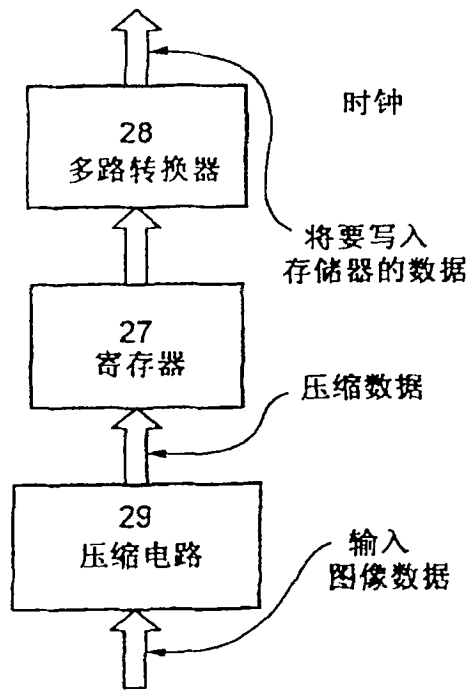 时钟
28
多路转换器
将要写入
存储器的数据
27
寄存器
压缩数据
29
压缩电路
输入
图像数据